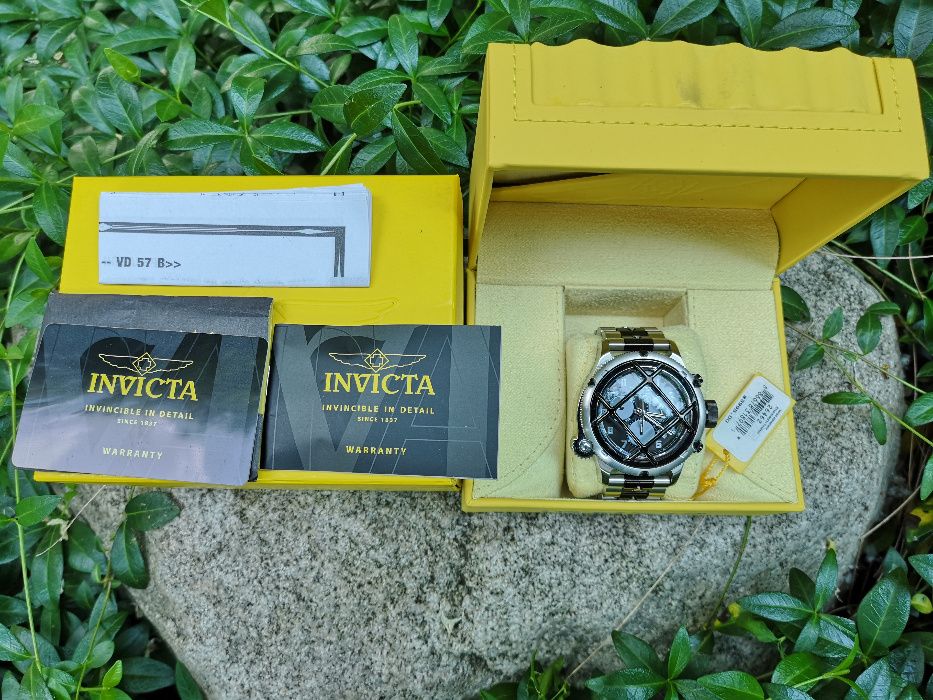 -- VD 57 B>>
INVICTA
INVINCIBLE IN DETAIL
SINCE 1837
WARRANTY
INVICTA
INVINCIBLE IN DETAIL
SINCE 1837
WARRANTY